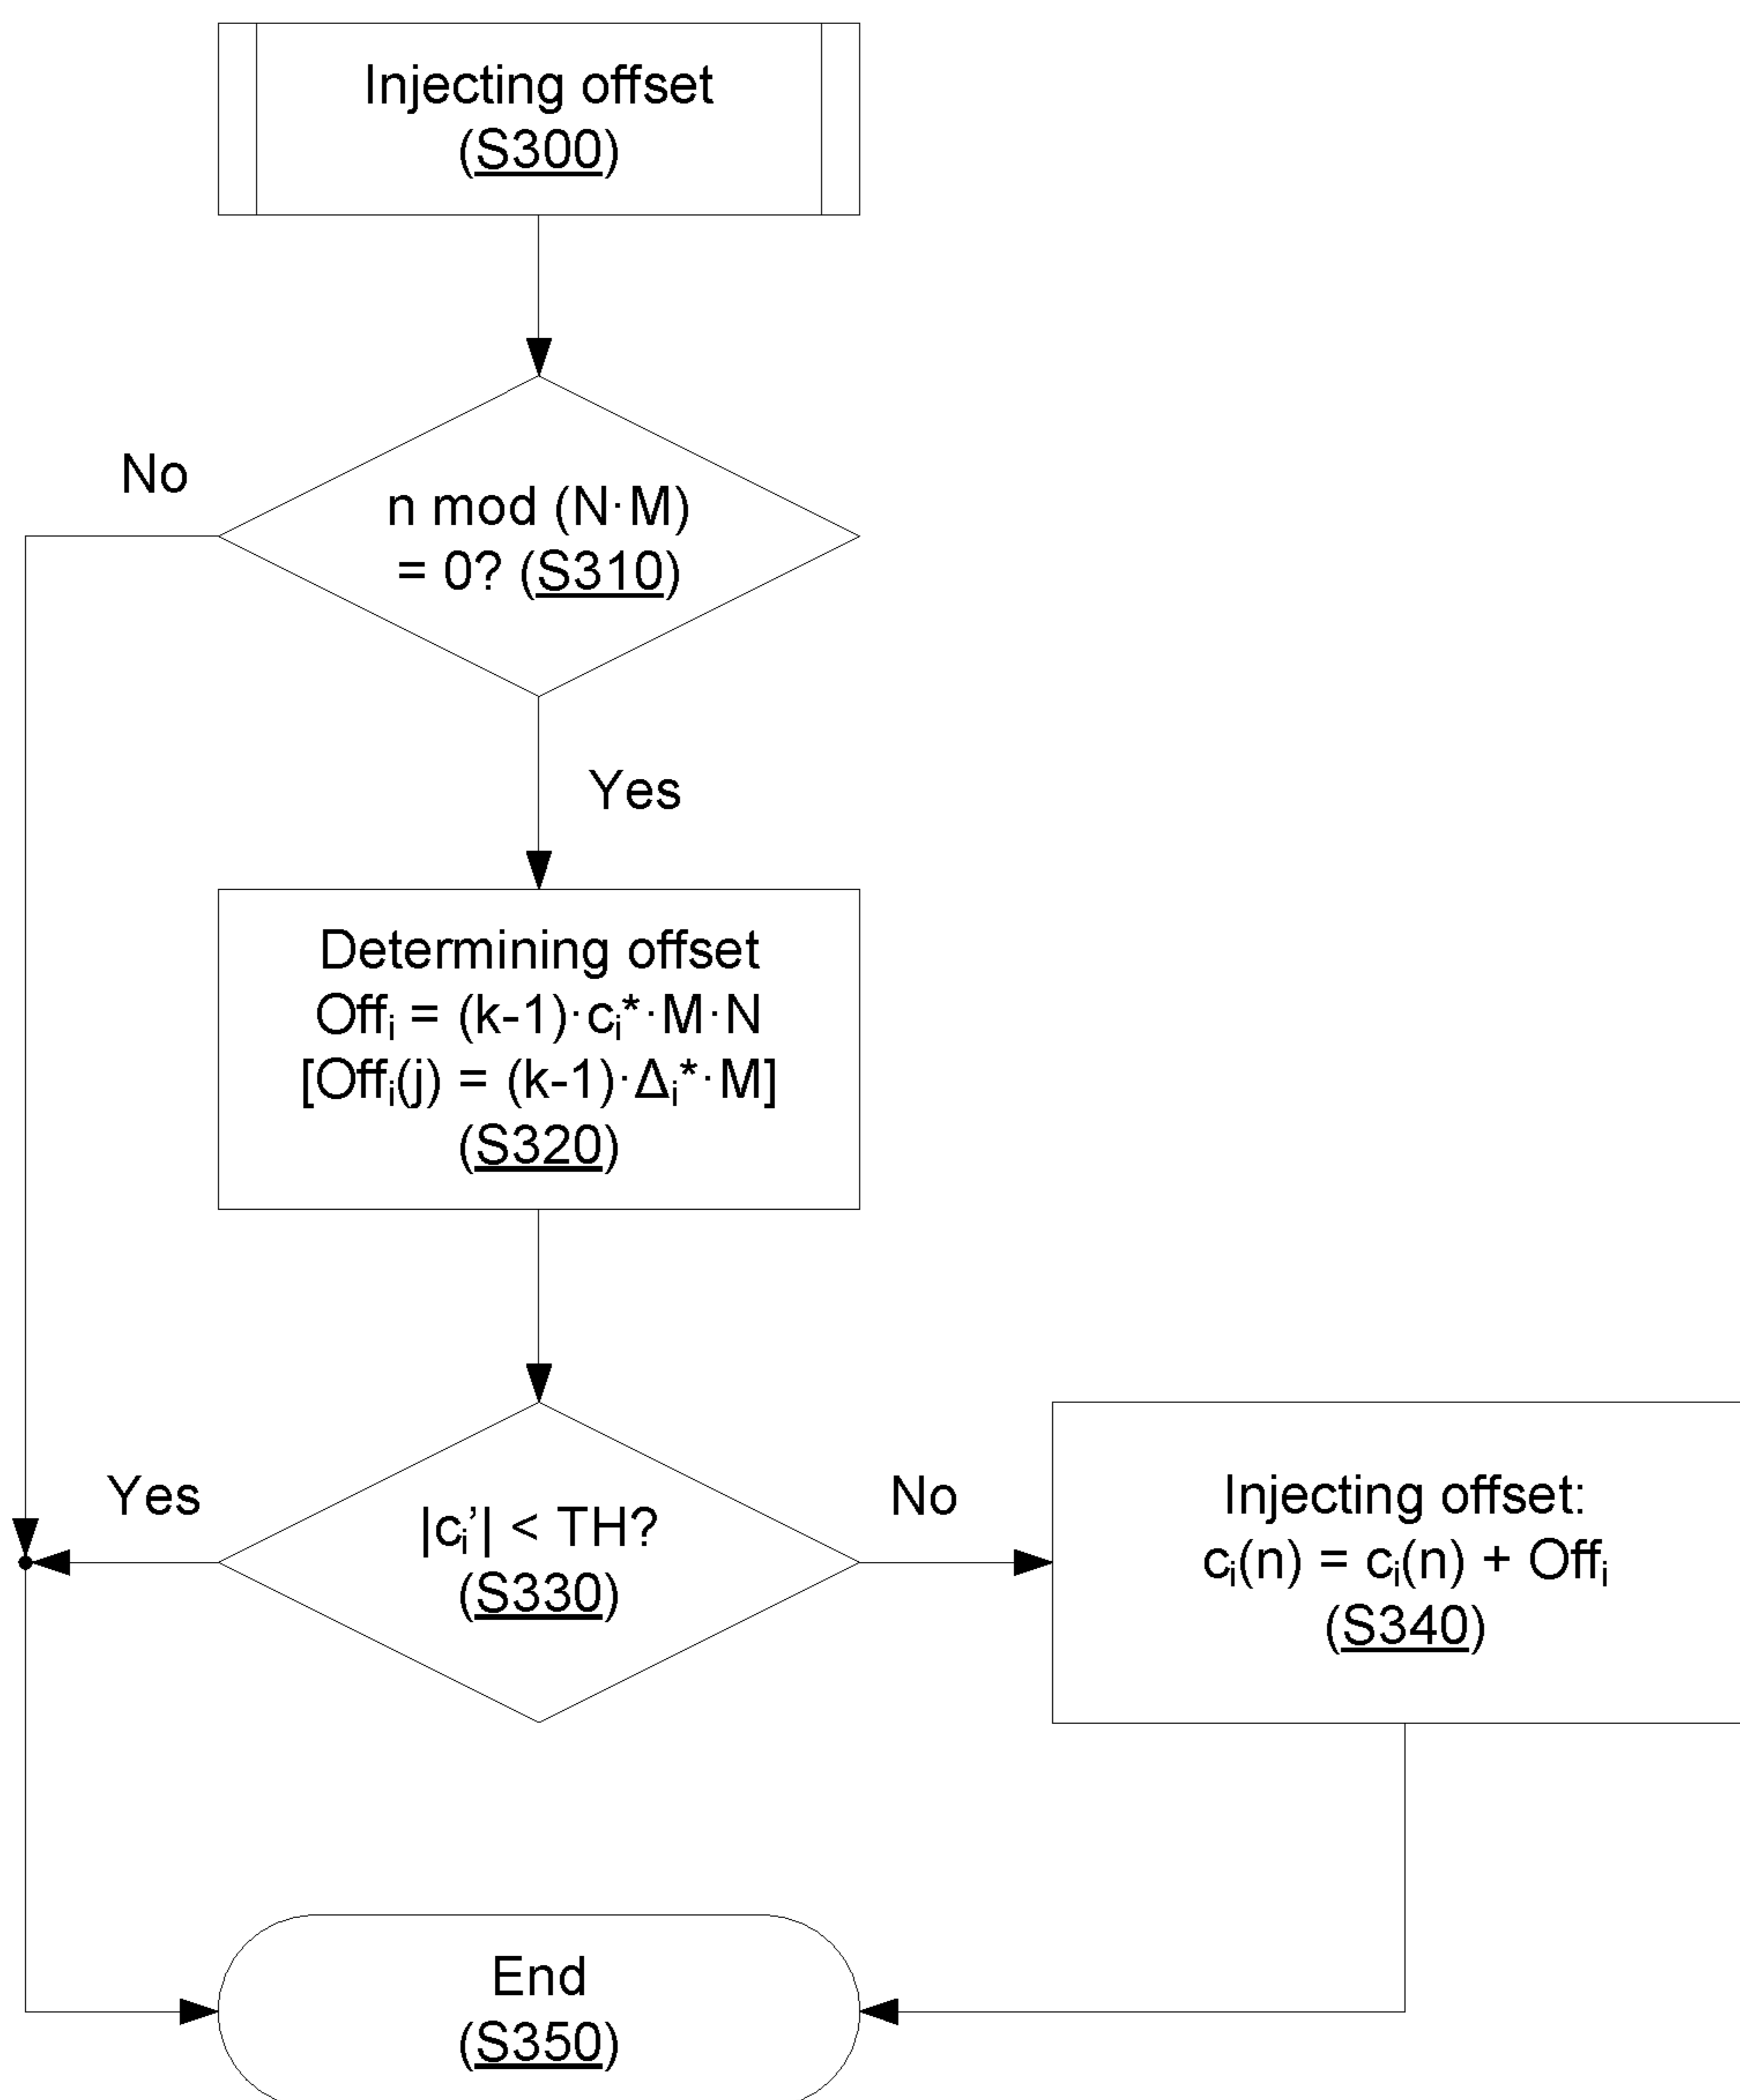 Injecting offset
(S300)
No
n mod (N·M)
= 0? (S310)
Yes
Determining offset
Offᵢ = (k-1)·cᵢ*·M·N
[Offᵢ(j) = (k-1)·Δᵢ*·M]
(S320)
Yes
|cᵢ’| < TH?
(S330)
No
Injecting offset:
cᵢ(n) = cᵢ(n) + Offᵢ
(S340)
End
(S350)